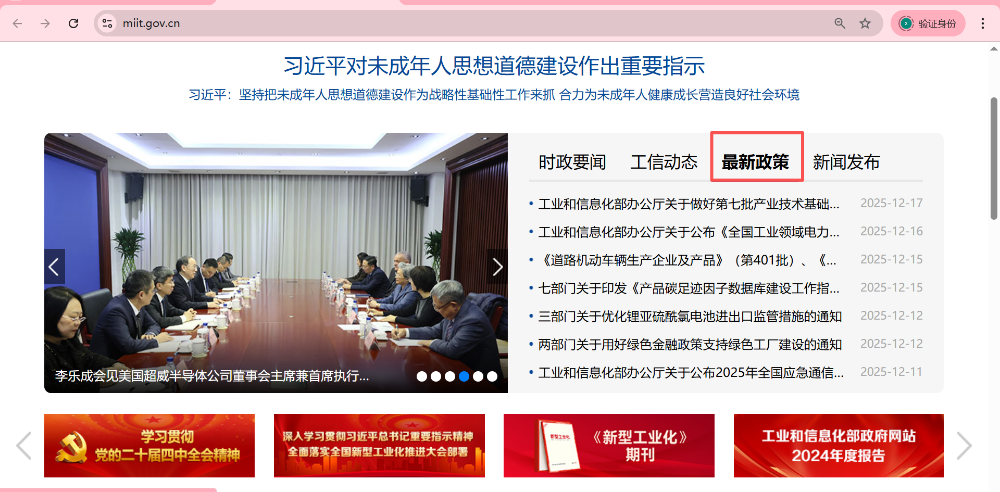 miit.gov.cn
验证身份
习近平对未成年人思想道德建设作出重要指示
习近平：坚持把未成年人思想道德建设作为战略性基础性工作来抓 合力为未成年人健康成长营造良好社会环境
时政要闻 工信动态 最新政策 新闻发布
工业和信息化部办公厅关于做好第七批产业技术基础... 2025-12-17
工业和信息化部办公厅关于公布《全国工业领域电力... 2025-12-16
《道路机动车辆生产企业及产品》（第401批）、《... 2025-12-15
七部门关于印发《产品碳足迹因子数据库建设工作指... 2025-12-15
三部门关于优化锂亚硫酰氯电池进出口监管措施的通知 2025-12-12
两部门关于用好绿色金融政策支持绿色工厂建设的通知 2025-12-12
工业和信息化部办公厅关于公布2025年全国应急通信... 2025-12-11
李乐成会见美国超威半导体公司董事会主席兼首席执行...
学习贯彻
党的二十届四中全会精神
深入学习贯彻习近平总书记重要指示精神
全面落实全国新型工业化推进大会部署
新型工业化
《新型工业化》
期刊
工业和信息化部政府网站
2024年度报告